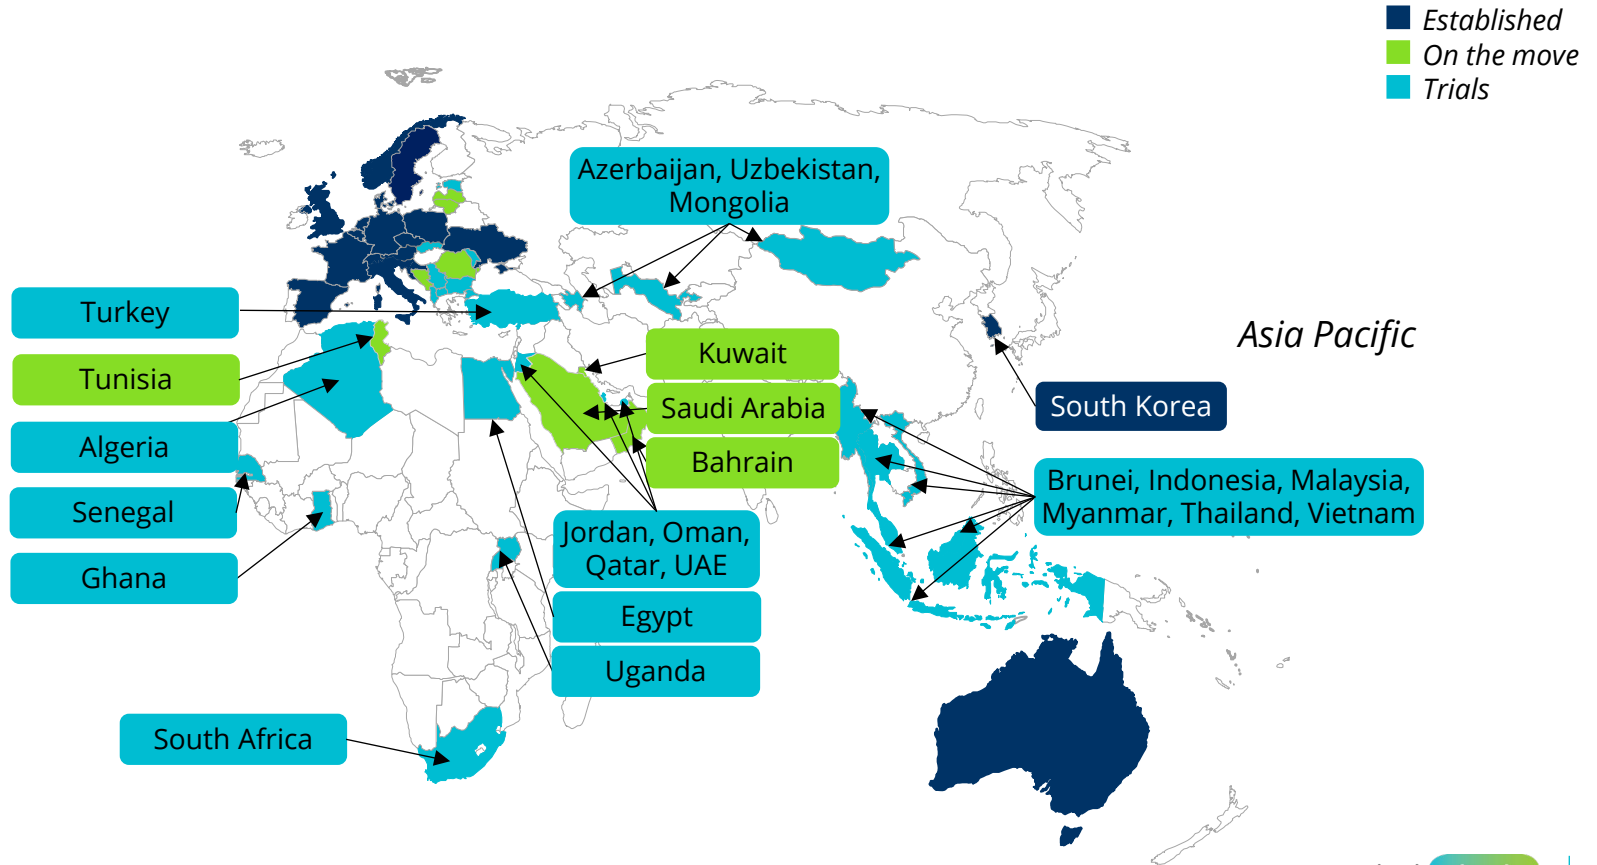 Established
On the move
Trials
Azerbaijan, Uzbekistan,
Mongolia
Turkey
Tunisia
Algeria
Senegal
Ghana
South Africa
Kuwait
Saudi Arabia
Bahrain
Jordan, Oman,
Qatar, UAE
Egypt
Uganda
Asia Pacific
South Korea
Brunei, Indonesia, Malaysia,
Myanmar, Thailand, Vietnam